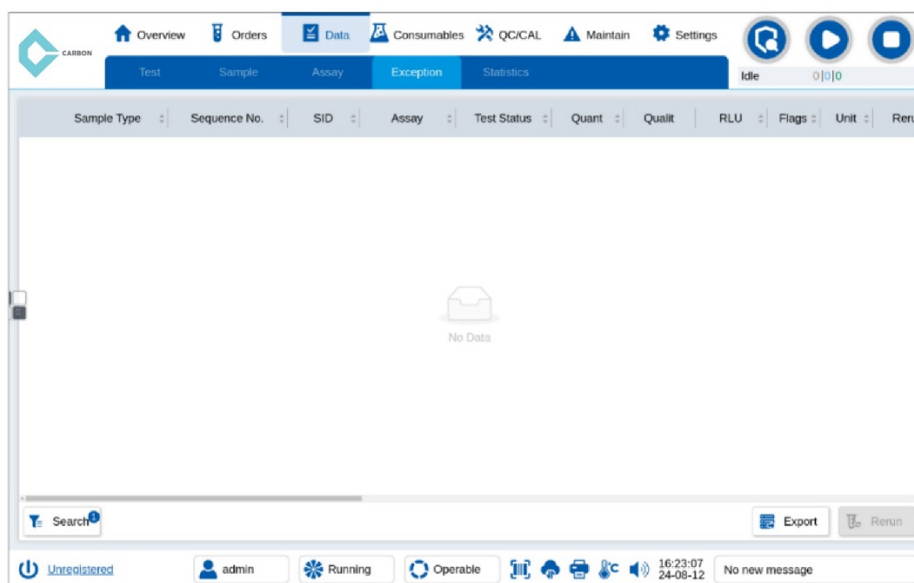 CARBON
Overview Orders Data Consumables QC/CAL Maintain Settings
Test Sample Assay Exception Statistics
Idle 0|0|0
Sample Type Sequence No. SID Assay Test Status Quant Qualit RLU Flags Unit Reru
No Data
Search 1 Export Rerun
Unregistered admin Running Operable °C 16:23:07 No new message
24-08-12